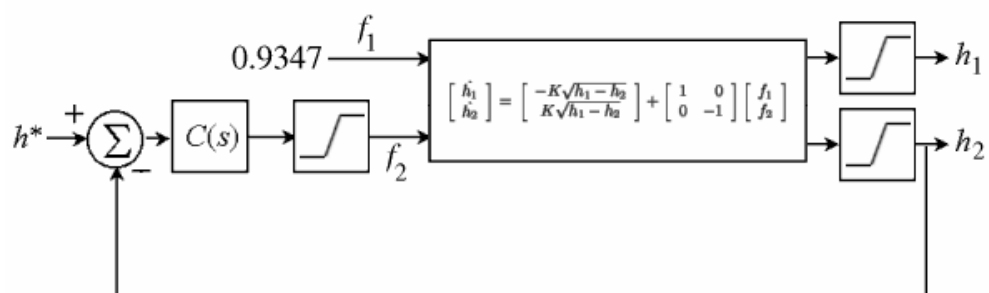 0.9347 f₁
[ḣ₁ ḣ₂] = [−K√(h₁ − h₂) K√(h₁ − h₂)] + [1 0 0 −1] [f₁ f₂]
h₁
+
h* Σ C(s) f₂ h₂
−